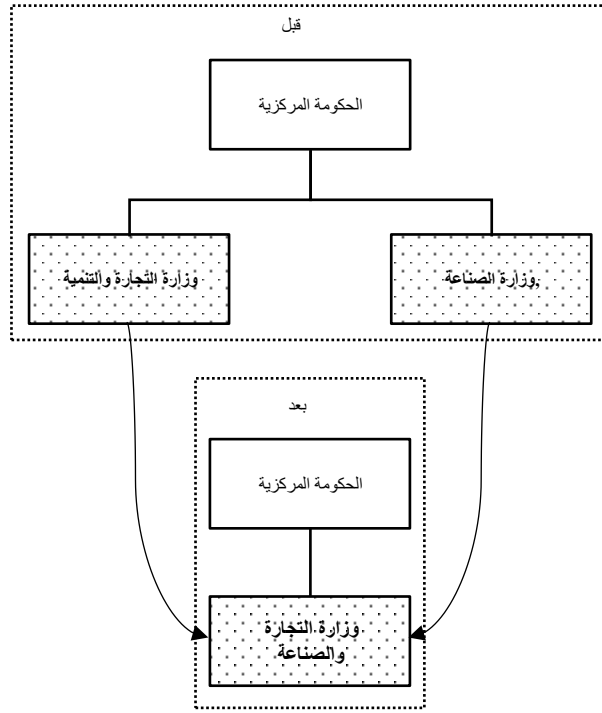 قبل
الحكومة المركزية
وزارة الصناعة,
وزارة التجارة والتنمية
بعد
الحكومة المركزية
وزارة التجارة
والصناعة